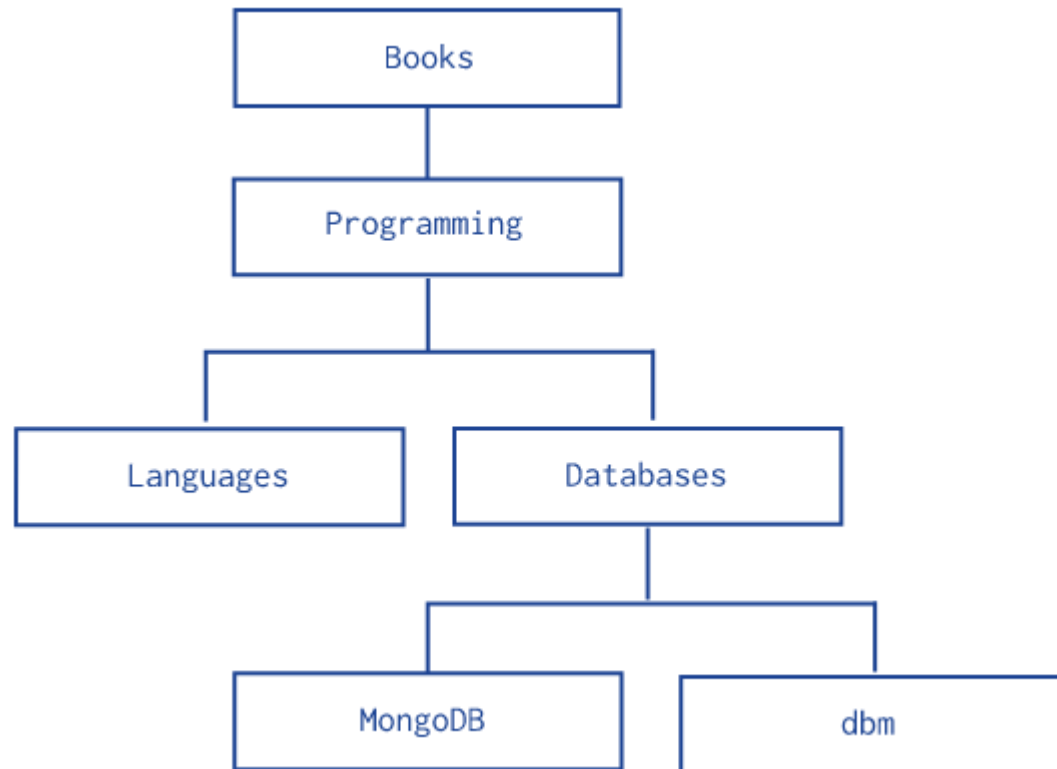 Books
Programming
Languages
Databases
MongoDB
dbm